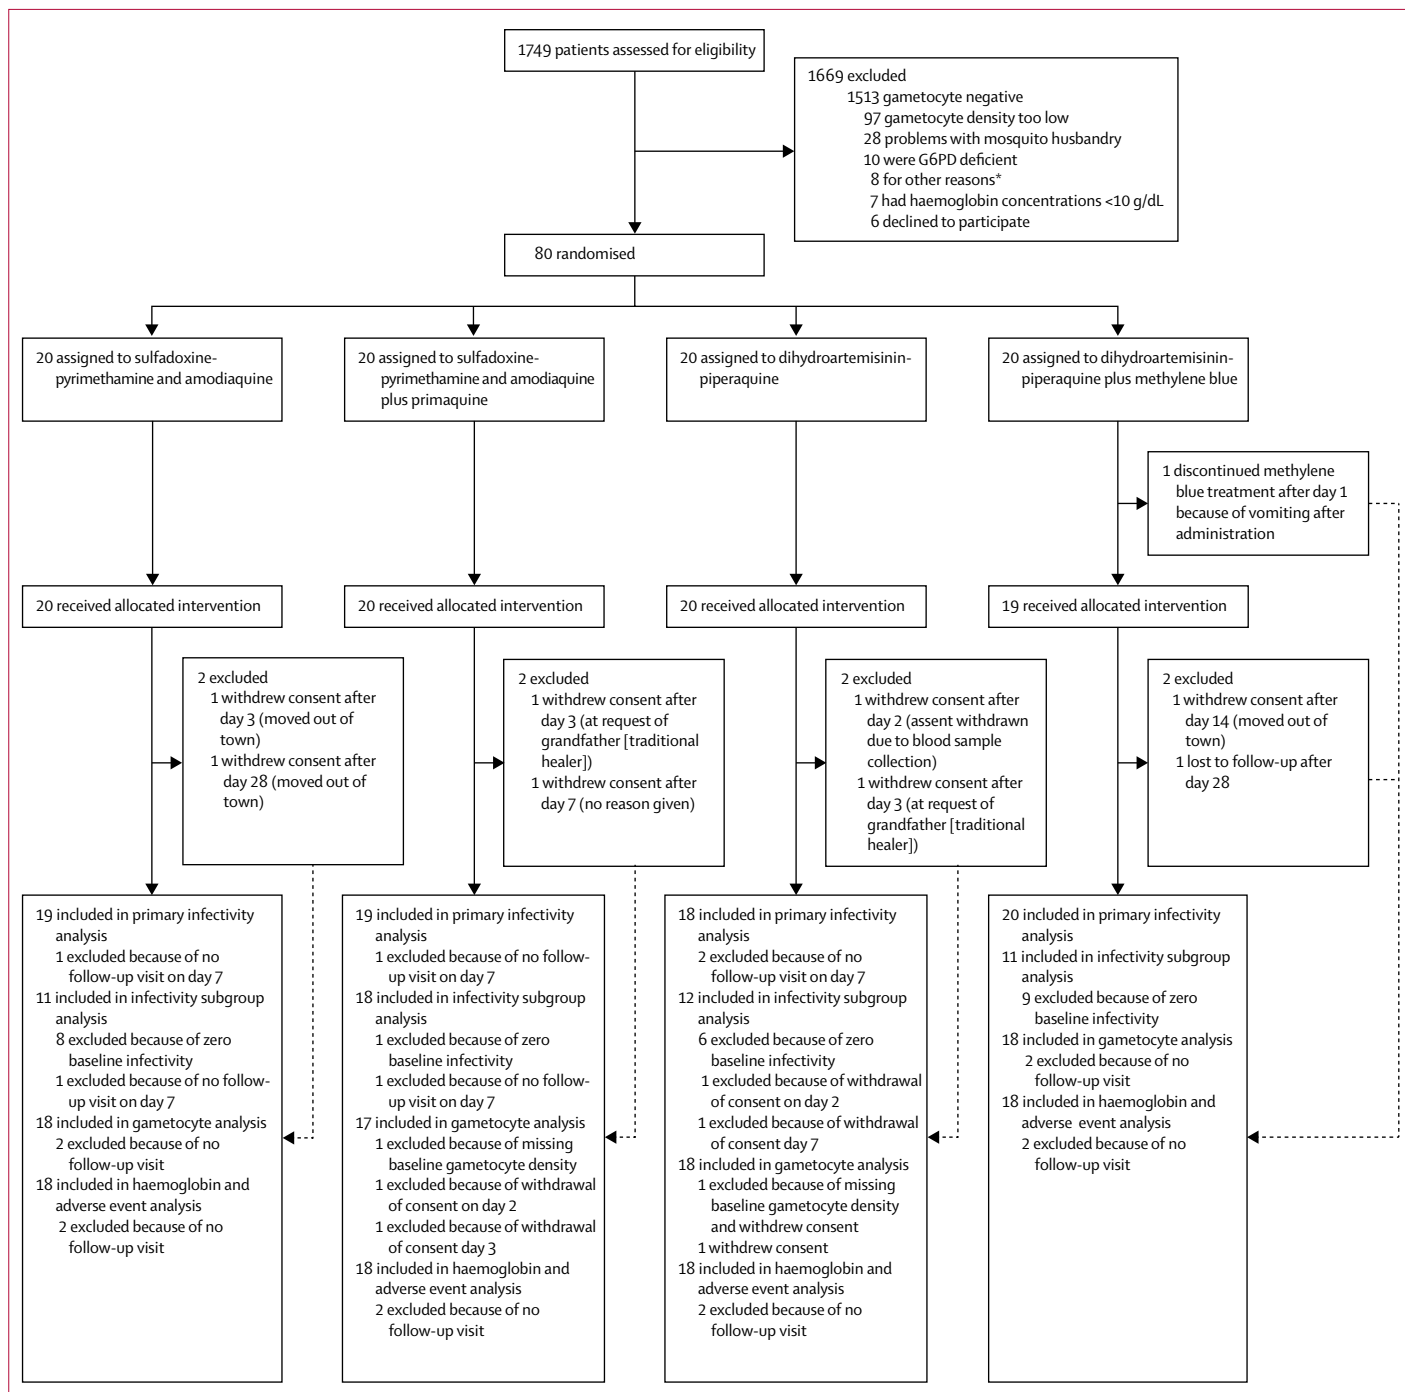 1749 patients assessed for eligibility
1669 excluded
1513 gametocyte negative
97 gametocyte density too low
28 problems with mosquito husbandry
10 were G6PD deficient
8 for other reasons*
7 had haemoglobin concentrations <10 g/dL
6 declined to participate
80 randomised
20 assigned to sulfadoxine-
pyrimethamine and amodiaquine
20 assigned to sulfadoxine-
pyrimethamine and amodiaquine
plus primaquine
20 assigned to dihydroartemisinin-
piperaquine
20 assigned to dihydroartemisinin-
piperaquine plus methylene blue
1 discontinued methylene
blue treatment after day 1
because of vomiting after
administration
20 received allocated intervention
20 received allocated intervention
20 received allocated intervention
19 received allocated intervention
2 excluded
1 withdrew consent after
day 3 (moved out of
town)
1 withdrew consent after
day 28 (moved out of
town)
2 excluded
1 withdrew consent after
day 3 (at request of
grandfather [traditional
healer])
1 withdrew consent after
day 7 (no reason given)
2 excluded
1 withdrew consent after
day 2 (assent withdrawn
due to blood sample
collection)
1 withdrew consent after
day 3 (at request of
grandfather [traditional
healer])
2 excluded
1 withdrew consent after
day 14 (moved out of
town)
1 lost to follow-up after
day 28
19 included in primary infectivity
analysis
1 excluded because of no
follow-up visit on day 7
11 included in infectivity subgroup
analysis
8 excluded because of zero
baseline infectivity
1 excluded because of no follow-
up visit on day 7
18 included in gametocyte analysis
2 excluded because of no
follow-up visit
18 included in haemoglobin and
adverse event analysis
2 excluded because of no
follow-up visit
19 included in primary infectivity
analysis
1 excluded because of no follow-
up visit on day 7
18 included in infectivity subgroup
analysis
1 excluded because of zero
baseline infectivity
1 excluded because of no follow-
up visit on day 7
17 included in gametocyte analysis
1 excluded because of missing
baseline gametocyte density
1 excluded because of withdrawal
of consent on day 2
1 excluded because of withdrawal
of consent day 3
18 included in haemoglobin and
adverse event analysis
2 excluded because of no
follow-up visit
18 included in primary infectivity
analysis
2 excluded because of no
follow-up visit on day 7
12 included in infectivity subgroup
analysis
6 excluded because of zero
baseline infectivity
1 excluded because of withdrawal
of consent on day 2
1 excluded because of withdrawal
of consent day 7
18 included in gametocyte analysis
1 excluded because of missing
baseline gametocyte density
and withdrew consent
1 withdrew consent
18 included in haemoglobin and
adverse event analysis
2 excluded because of no
follow-up visit
20 included in primary infectivity
analysis
11 included in infectivity subgroup
analysis
9 excluded because of zero
baseline infectivity
18 included in gametocyte analysis
2 excluded because of no
follow-up visit
18 included in haemoglobin and
adverse event analysis
2 excluded because of no
follow-up visit